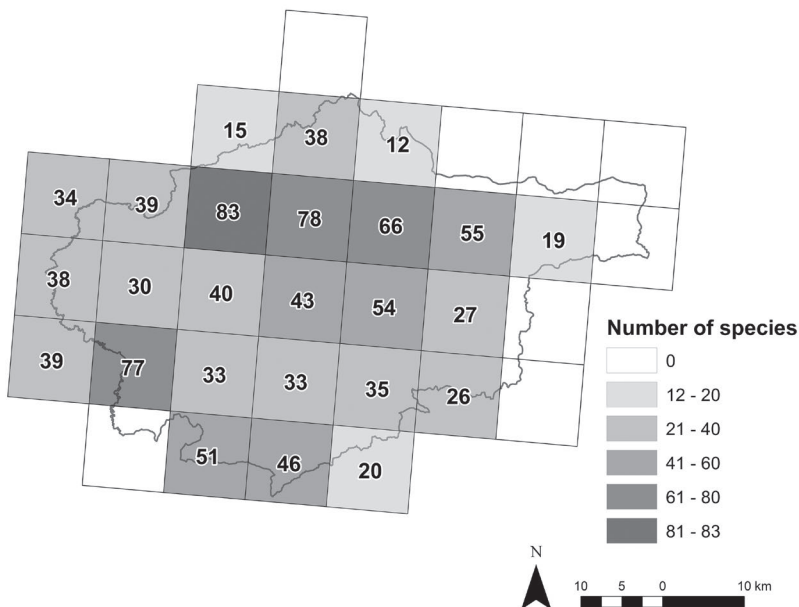 15 38 12
34 39 83 78 66 55 19
38 30 40 43 54 27
39 77 33 33 35 26
51 46 20
Number of species
0
12 - 20
21 - 40
41 - 60
61 - 80
81 - 83
N
10 5 0 10 km